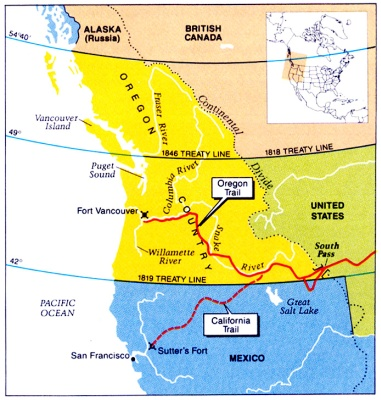 ALASKA
(Russia)
BRITISH
CANADA
54°40'
OREGON
Fraser River
Continental
Divide
Vancouver
Island
49°
1846 TREATY LINE
1818 TREATY LINE
Puget
Sound
Columbia River
Oregon
Trail
Fort Vancouver
COUNTRY
UNITED
STATES
Snake
River
Willamette
River
South
Pass
42°
1819 TREATY LINE
PACIFIC
OCEAN
Great
Salt Lake
California
Trail
San Francisco
Sutter's Fort
MEXICO